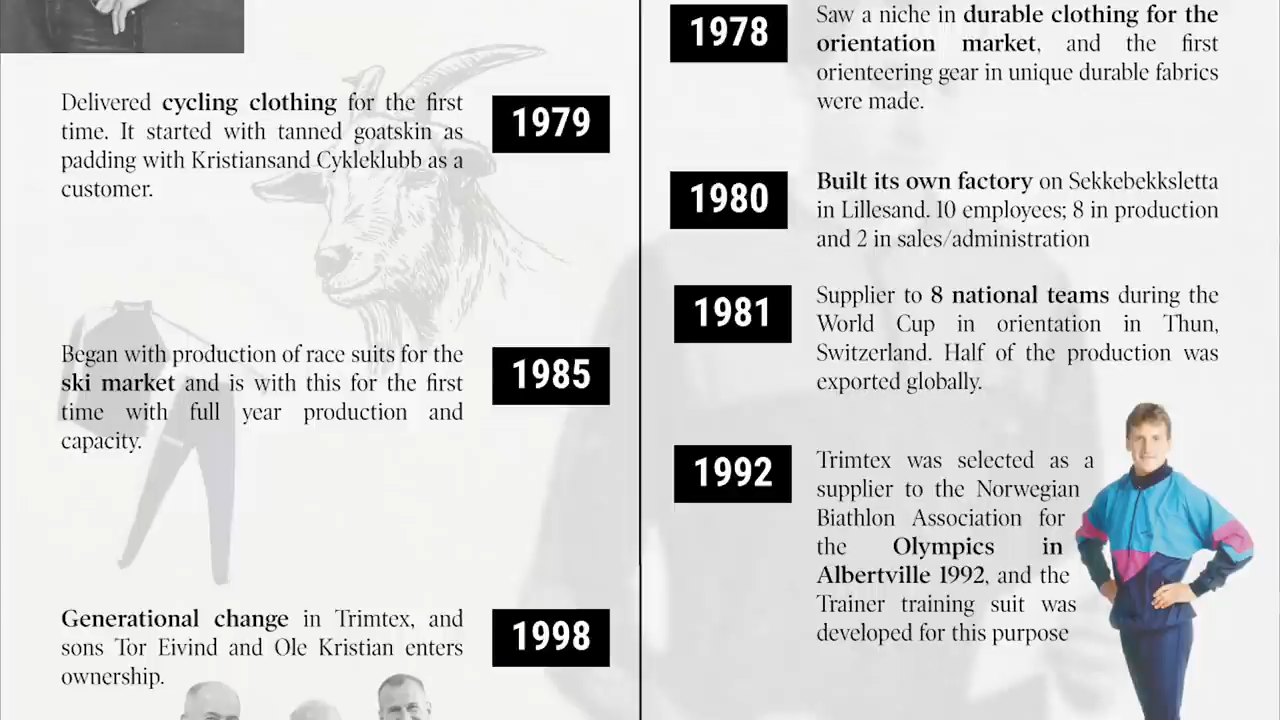 1978
Saw a niche in durable clothing for the
orientation market, and the first
orienteering gear in unique durable fabrics
were made.
Delivered cycling clothing for the first
time. It started with tanned goatskin as
padding with Kristiansand Cykleklubb as a
customer.
1979
1980
Built its own factory on Sekkebekksletta
in Lillesand. 10 employees; 8 in production
and 2 in sales/administration
1981
Supplier to 8 national teams during the
World Cup in orientation in Thun,
Switzerland. Half of the production was
exported globally.
Began with production of race suits for the
ski market and is with this for the first
time with full year production and
capacity.
1985
1992
Trimtex was selected as a
supplier to the Norwegian
Biathlon Association for
the Olympics in
Albertville 1992, and the
Trainer training suit was
developed for this purpose
Generational change in Trimtex, and
sons Tor Eivind and Ole Kristian enters
ownership.
1998